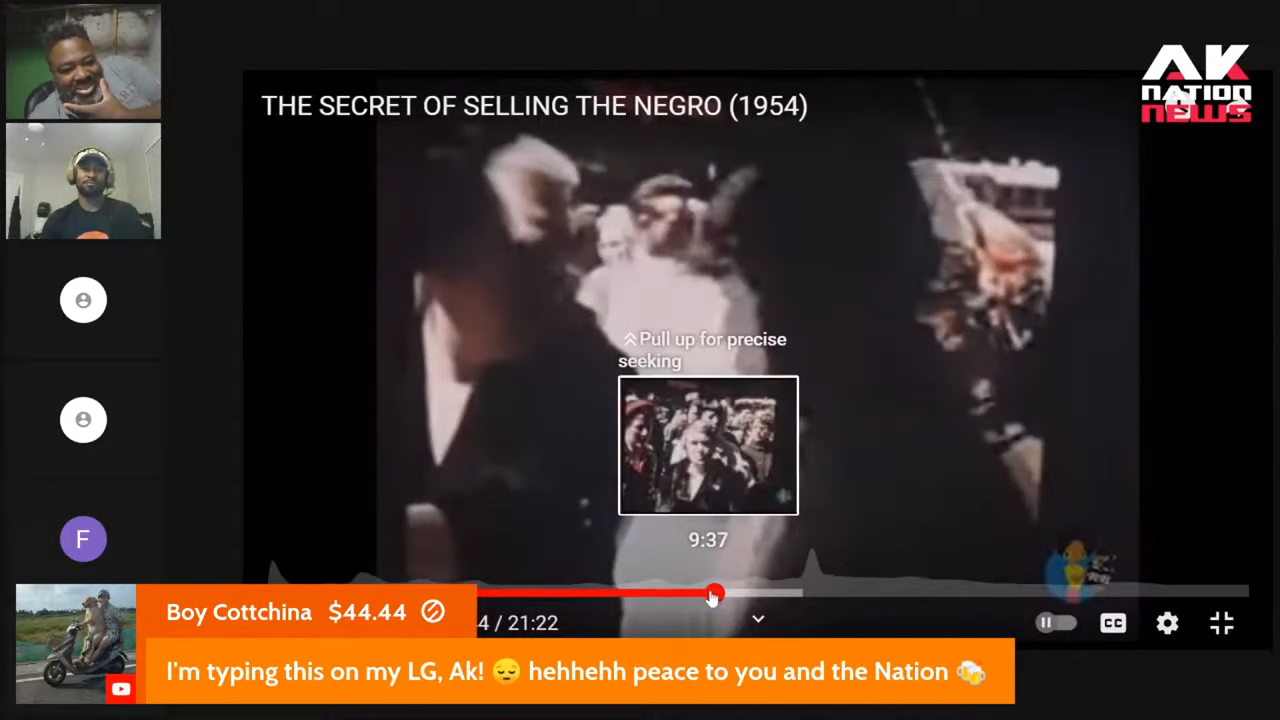 THE SECRET OF SELLING THE NEGRO (1954)
AK
NATION
NEWS
Pull up for precise
seeking
9:37
F
Boy Cottchina $44.44
4 / 21:22
CC
I'm typing this on my LG, Ak! 😔 hehhehh peace to you and the Nation 🍻